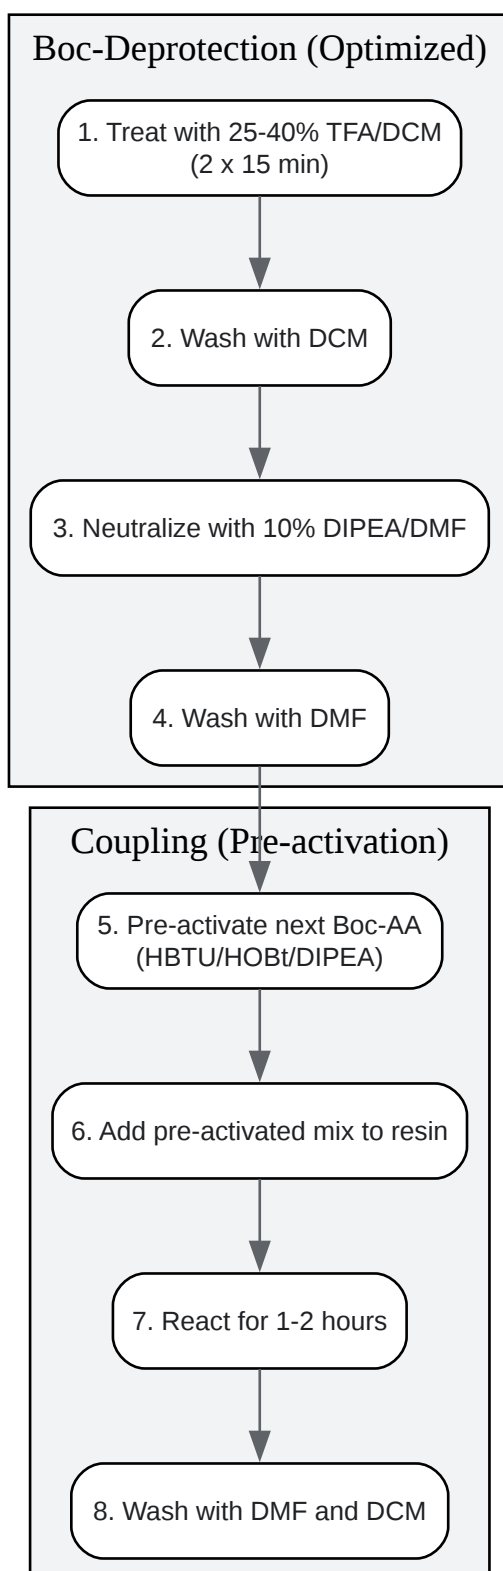 Boc-Deprotection (Optimized)
1. Treat with 25-40% TFA/DCM
(2 x 15 min)
2. Wash with DCM
3. Neutralize with 10% DIPEA/DMF
4. Wash with DMF
Coupling (Pre-activation)
5. Pre-activate next Boc-AA
(HBTU/HOBt/DIPEA)
6. Add pre-activated mix to resin
7. React for 1-2 hours
8. Wash with DMF and DCM